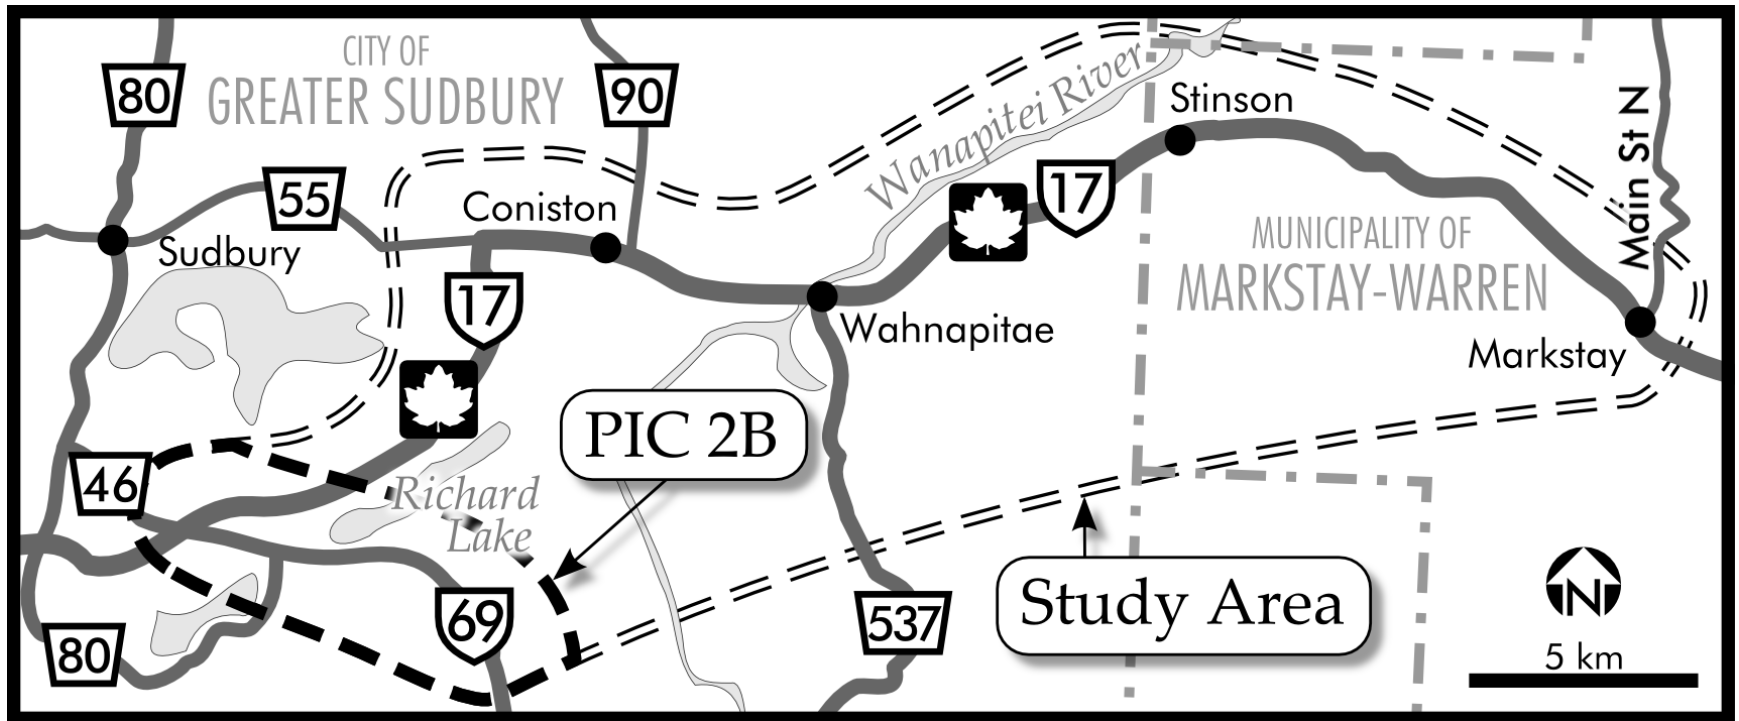 CITY OF
GREATER SUDBURY
80
90
Wanapitei River
Stinson
Main St N
55
Coniston
17
Sudbury
MUNICIPALITY OF
MARKSTAY-WARREN
17
Wahnapitae
Markstay
PIC 2B
46
Richard
Lake
Study Area
69
537
80
N
5 km